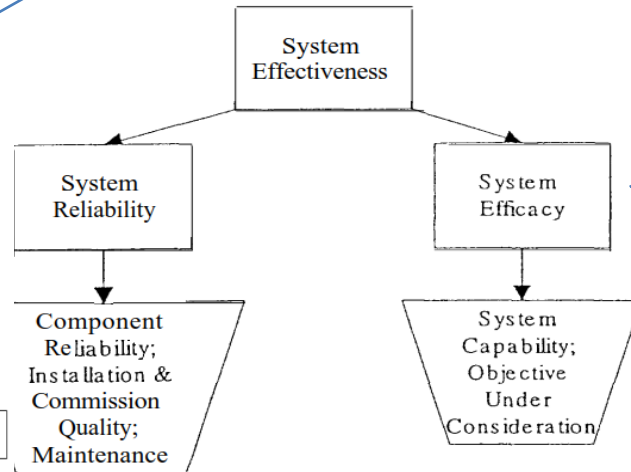 System
Effectiveness
System
Reliability
System
Efficacy
Component
Reliability;
Installation &
Commission
Quality;
Maintenance
System
Capability;
Objective
Under
Consideration